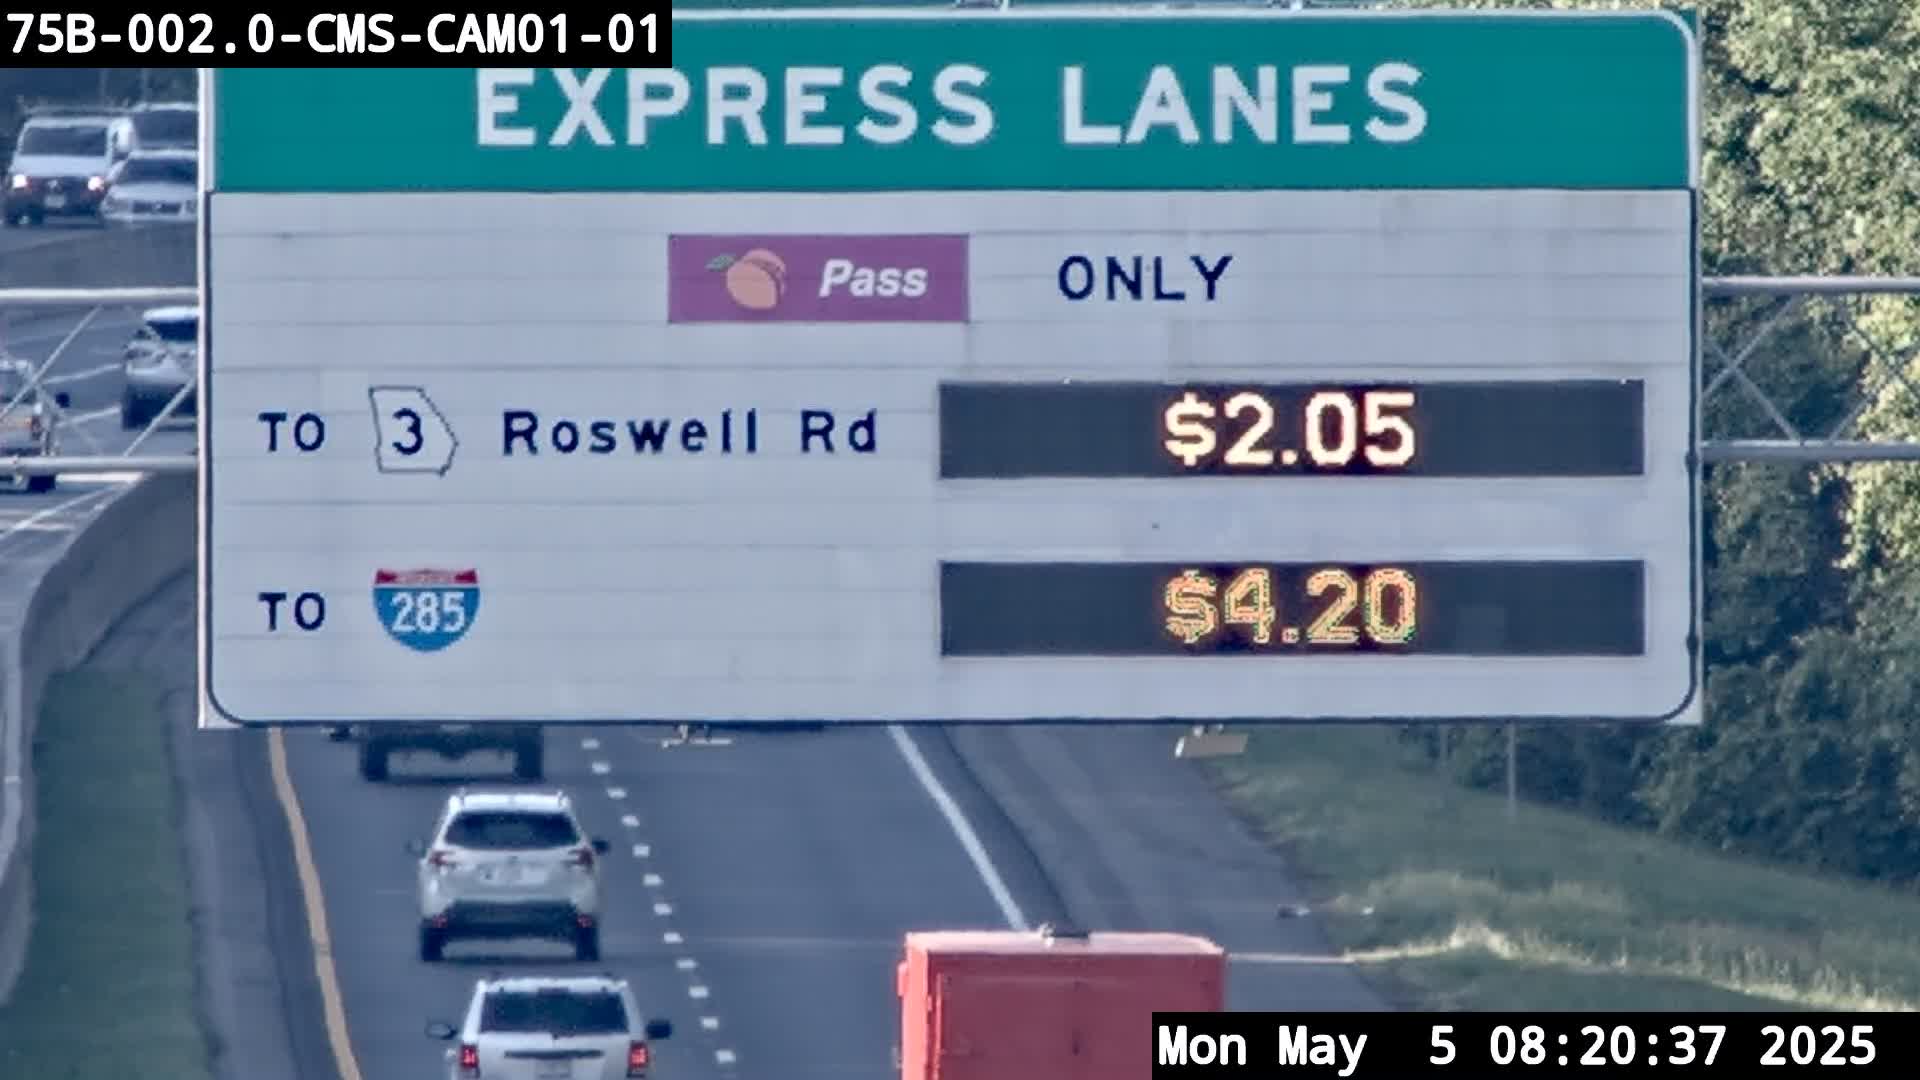 75B-002.0-CMS-CAM01-01
EXPRESS LANES
Pass ONLY
TO 3 Roswell Rd $2.05
TO 285 $4.20
Mon May 5 08:20:37 2025